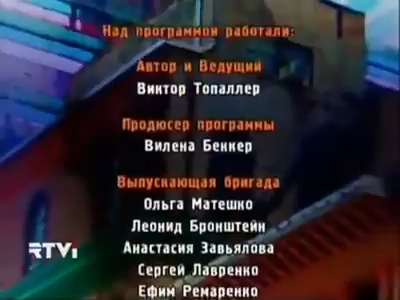 Над программой работали:
Автор и Ведущий
Виктор Топаллер
Продюсер программы
Вилена Беккер
Выпускающая бригада
Ольга Матешко
Леонид Бронштейн
Анастасия Завьялова
Сергей Лавренко
Ефим Ремаренко
RTVi